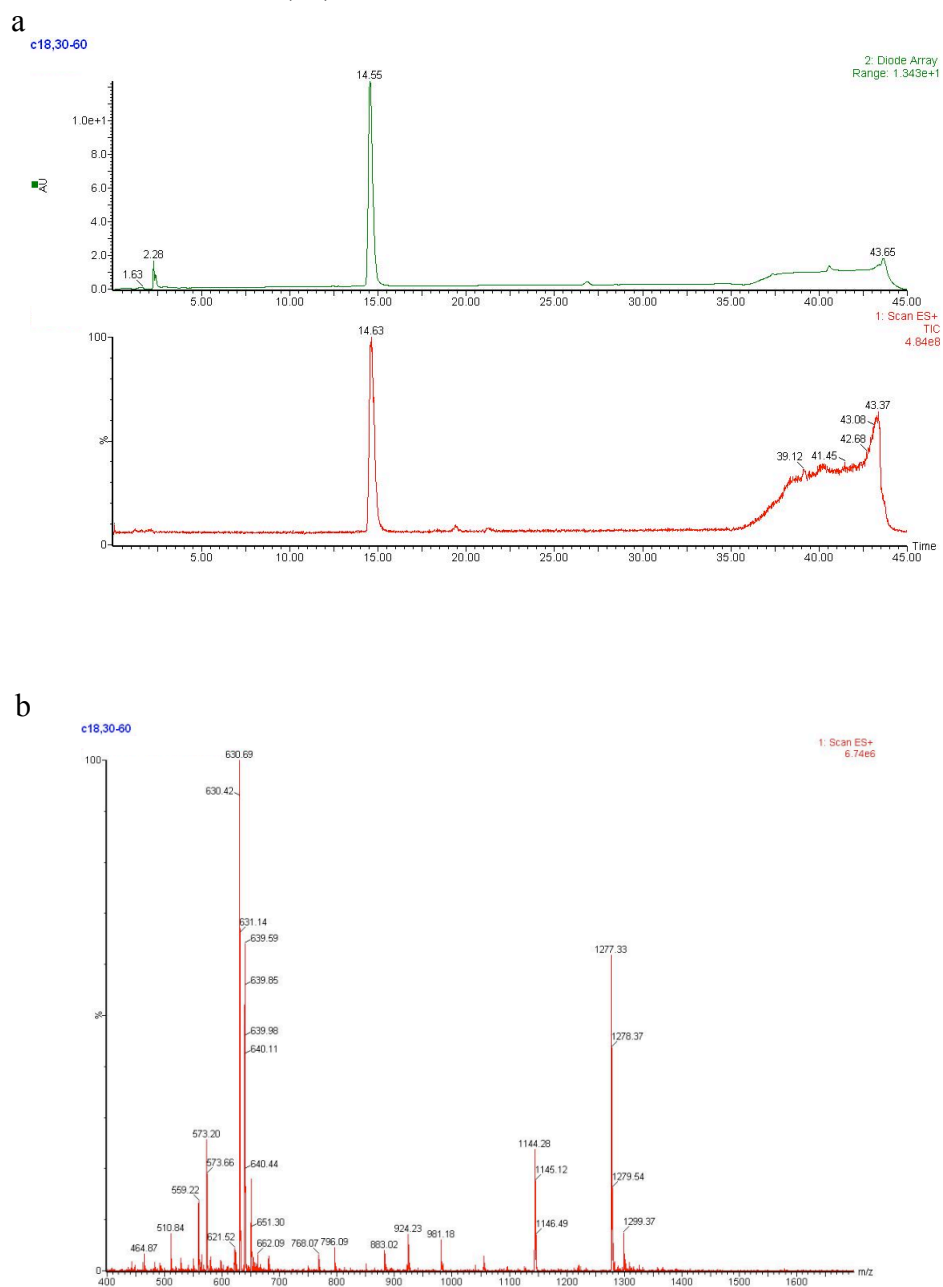 a
c18,30-60
2: Diode Array
Range: 1.343e+1
14.55
1.0e+1
8.0
6.0
AU
4.0
2.0
2.28
1.63
43.65
0.0
5.00 10.00 15.00 20.00 25.00 30.00 35.00 40.00 45.00
1: Scan ES+
TIC
4.84e8
14.63
100
43.37
43.08
42.68
%
39.12
41.45
0
Time
5.00 10.00 15.00 20.00 25.00 30.00 35.00 40.00 45.00
b
c18,30-60
1: Scan ES+
6.74e6
630.69
100
630.42
631.14
639.59
1277.33
639.85
%
639.98
1278.37
640.11
573.20
1144.28
573.66
640.44
1145.12
1279.54
559.22
651.30
1146.49
510.84
924.23
1299.37
621.52
662.09
981.18
464.87
768.07
796.09
883.02
0
m/z
400 500 600 700 800 900 1000 1100 1200 1300 1400 1500 1600